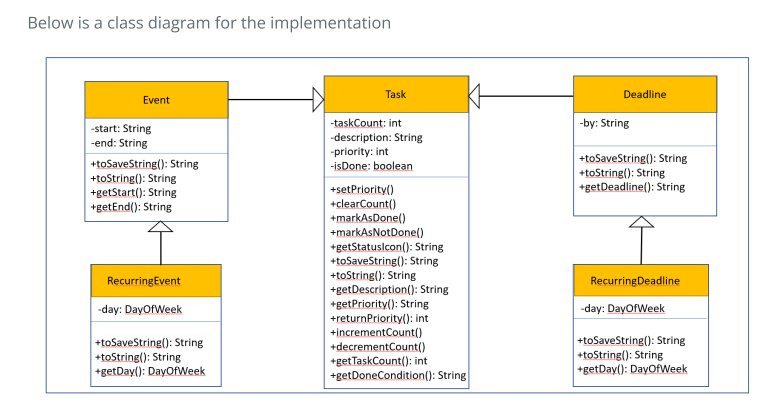 Below is a class diagram for the implementation
Event
-start: String
-end: String
+toSaveString(): String
+toString(): String
+getStart(): String
+getEnd(): String
Task
-taskCount: int
-description: String
-priority: int
-isDone: boolean
+setPriority()
+clearCount()
+markAsDone()
+markAsNotDone()
+getStatusIcon(): String
+toSaveString(): String
+toString(): String
+getDescription(): String
+getPriority(): String
+returnPriority(): int
+incrementCount()
+decrementCount()
+getTaskCount(): int
+getDoneCondition(): String
Deadline
-by: String
+toSaveString(): String
+toString(): String
+getDeadline(): String
RecurringEvent
-day: DayOfWeek
+toSaveString(): String
+toString(): String
+getDay(): DayOfWeek
RecurringDeadline
-day: DayOfWeek
+toSaveString(): String
+toString(): String
+getDay(): DayOfWeek